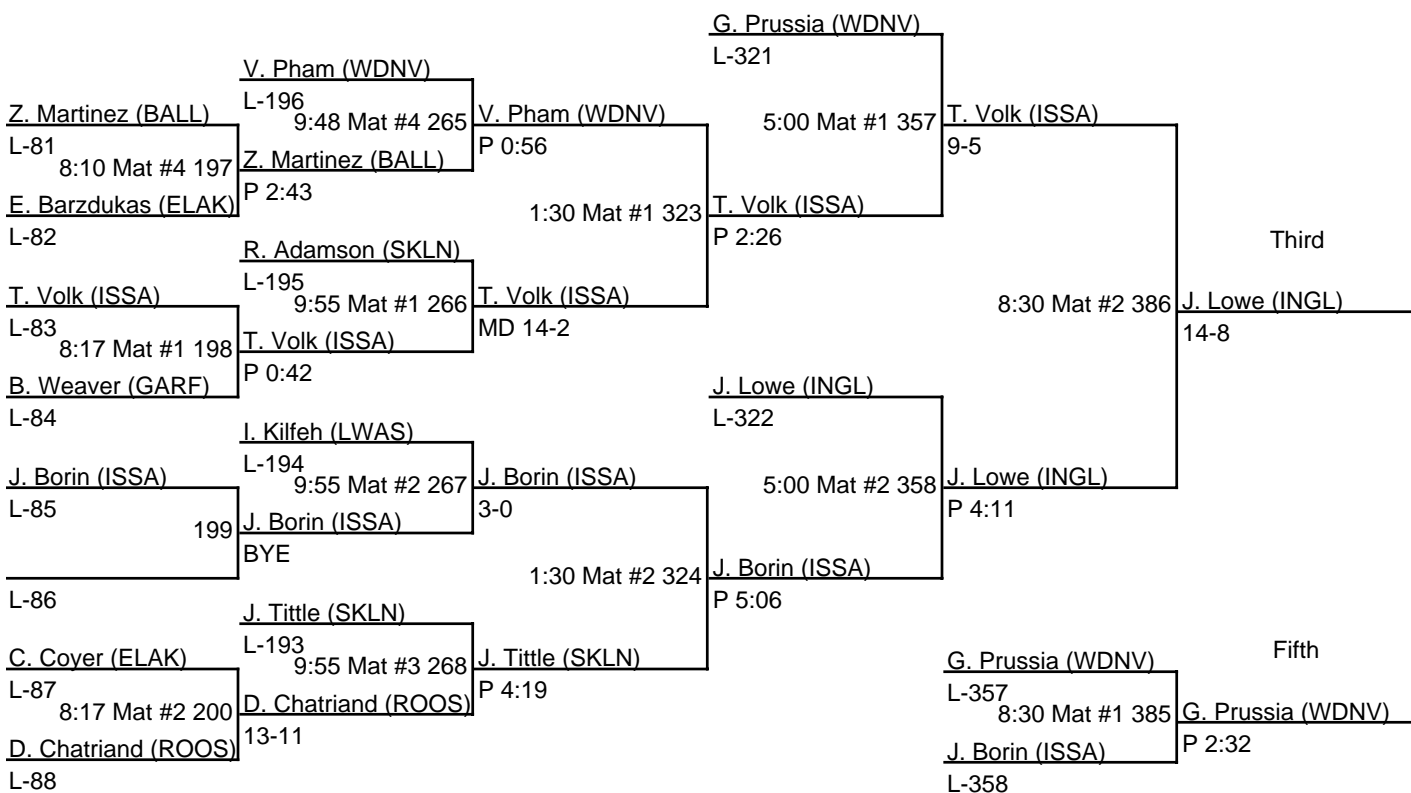 G. Prussia (WDNV)
L-321
V. Pham (WDNV)
L-196
9:48 Mat #4 265
V. Pham (WDNV)
P 0:56
5:00 Mat #1 357
T. Volk (ISSA)
9-5
Z. Martinez (BALL)
L-81
8:10 Mat #4 197
Z. Martinez (BALL)
P 2:43
E. Barzdukas (ELAK)
L-82
1:30 Mat #1 323
T. Volk (ISSA)
P 2:26
Third
R. Adamson (SKLN)
L-195
9:55 Mat #1 266
T. Volk (ISSA)
MD 14-2
T. Volk (ISSA)
L-83
8:17 Mat #1 198
T. Volk (ISSA)
P 0:42
8:30 Mat #2 386
J. Lowe (INGL)
14-8
B. Weaver (GARF)
L-84
J. Lowe (INGL)
L-322
I. Kilfeh (LWAS)
L-194
9:55 Mat #2 267
J. Borin (ISSA)
3-0
5:00 Mat #2 358
J. Lowe (INGL)
P 4:11
J. Borin (ISSA)
L-85
199
J. Borin (ISSA)
BYE
L-86
1:30 Mat #2 324
J. Borin (ISSA)
P 5:06
J. Tittle (SKLN)
L-193
9:55 Mat #3 268
J. Tittle (SKLN)
P 4:19
C. Coyer (ELAK)
L-87
8:17 Mat #2 200
D. Chatriand (ROOS)
13-11
D. Chatriand (ROOS)
L-88
Fifth
G. Prussia (WDNV)
L-357
8:30 Mat #1 385
G. Prussia (WDNV)
P 2:32
J. Borin (ISSA)
L-358